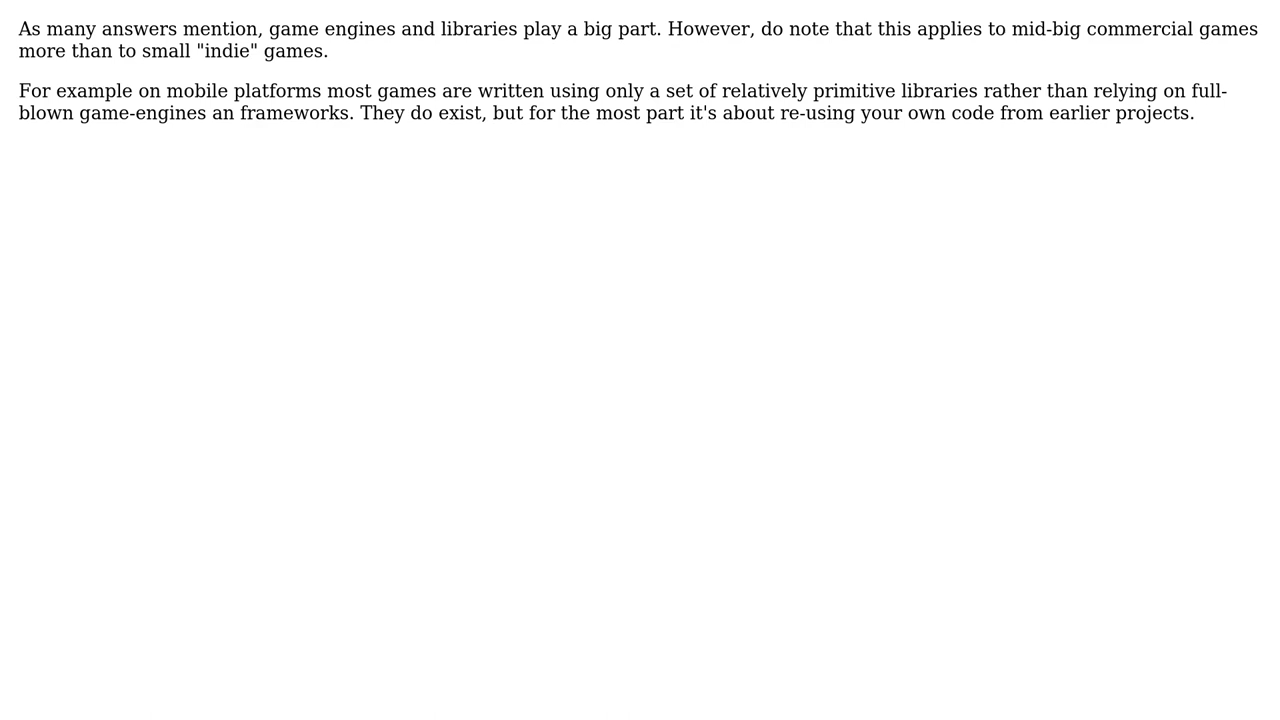 As many answers mention, game engines and libraries play a big part. However, do note that this applies to mid-big commercial games
more than to small "indie" games.
For example on mobile platforms most games are written using only a set of relatively primitive libraries rather than relying on full-
blown game-engines an frameworks. They do exist, but for the most part it's about re-using your own code from earlier projects.